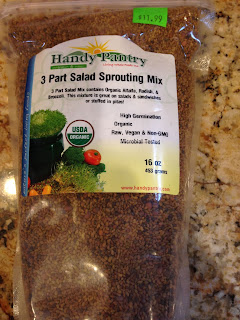 $11.99
Handy Pantry
3 Part Salad Sprouting Mix
3 Part Salad Mix contains Organic Alfalfa, Radish, &
Broccoli. This mixture is great on salads & sandwiches
or stuffed in pitas!
High Germination
Organic
Raw, Vegan & Non-GMO
Microbial Tested
USDA
ORGANIC
16 oz
453 grams
www.handypantry.com